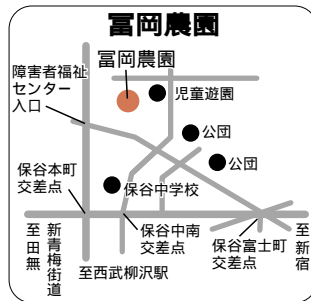 冨岡農園
冨岡農園
障害者福祉
センター
入口
児童遊園
公団
公団
保谷本町
交差点
保谷中学校
保谷中南
交差点
保谷富士町
交差点
至田無
新青梅街道
至西武柳沢駅
至新宿